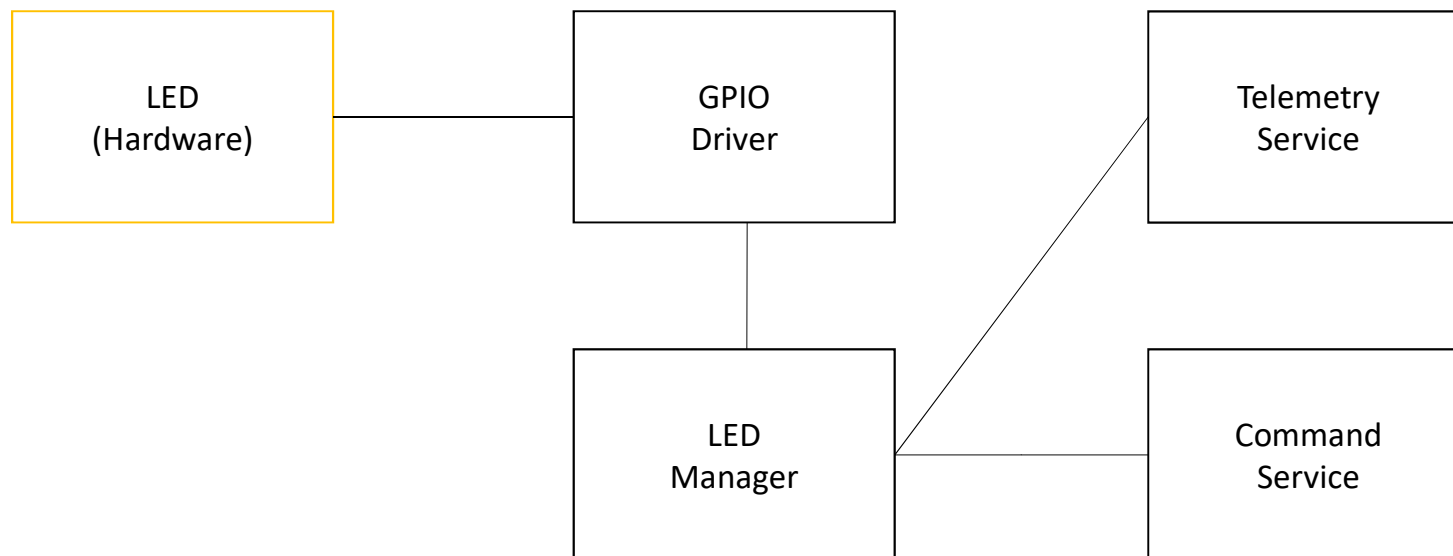 LED
(Hardware)
GPIO
Driver
Telemetry
Service
LED
Manager
Command
Service